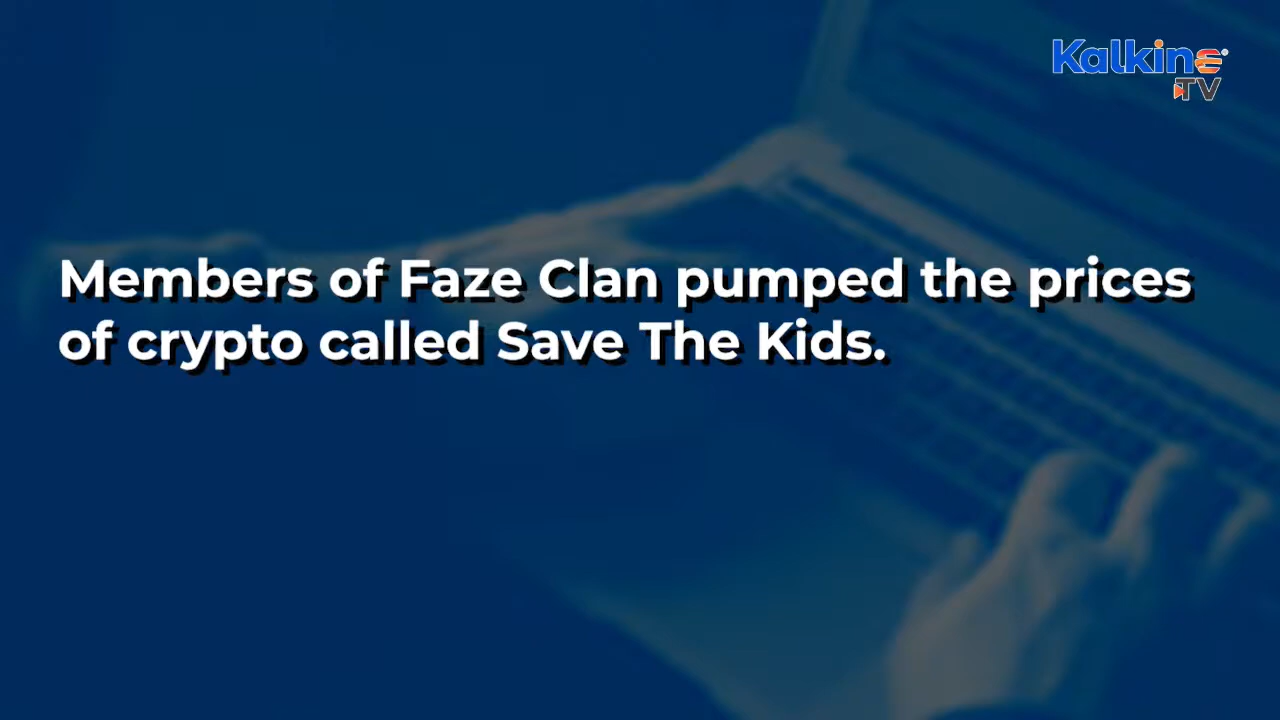 Kalkine
TV
Members of Faze Clan pumped the prices
of crypto called Save The Kids.